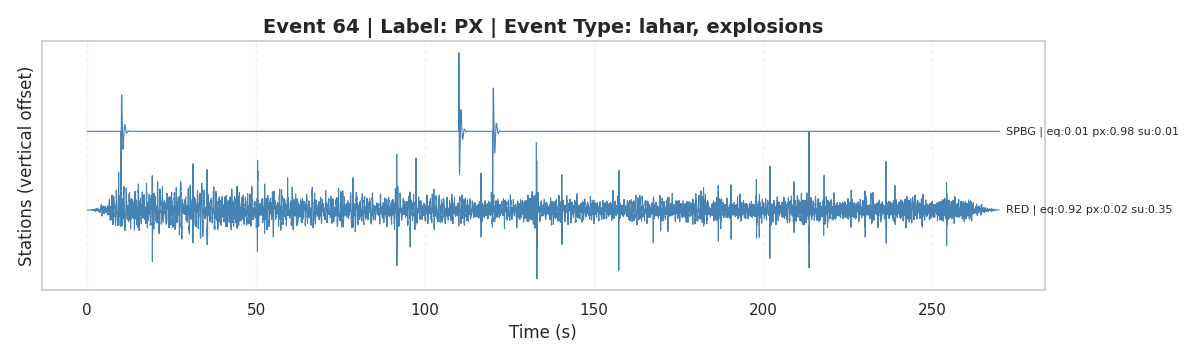 Event 64 | Label: PX | Event Type: lahar, explosions
Stations (vertical offset)
SPBG | eq:0.01 px:0.98 su:0.01
RED | eq:0.92 px:0.02 su:0.35
0 50 100 150 200 250
Time (s)